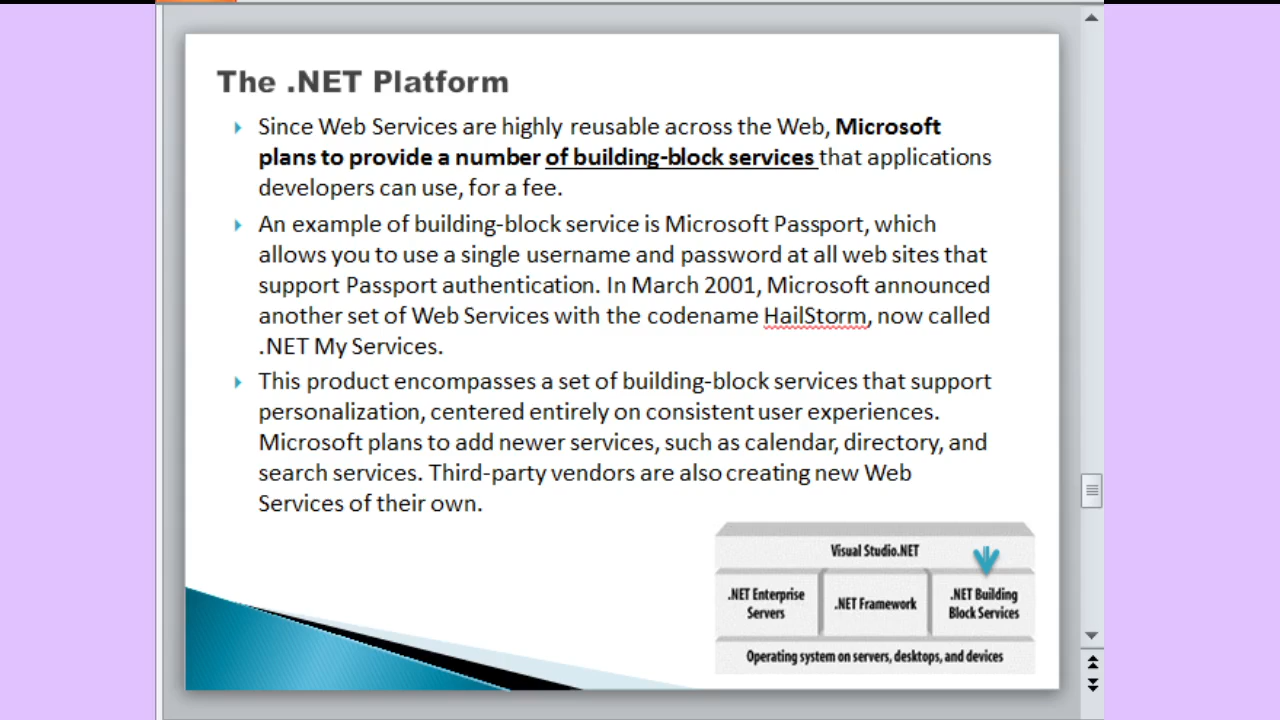 The .NET Platform
Since Web Services are highly reusable across the Web, Microsoft
plans to provide a number of building-block services that applications
developers can use, for a fee.
An example of building-block service is Microsoft Passport, which
allows you to use a single username and password at all web sites that
support Passport authentication. In March 2001, Microsoft announced
another set of Web Services with the codename HailStorm, now called
.NET My Services.
This product encompasses a set of building-block services that support
personalization, centered entirely on consistent user experiences.
Microsoft plans to add newer services, such as calendar, directory, and
search services. Third-party vendors are also creating new Web
Services of their own.
Visual Studio.NET
.NET Enterprise
Servers
.NET Framework
.NET Building
Block Services
Operating system on servers, desktops, and devices